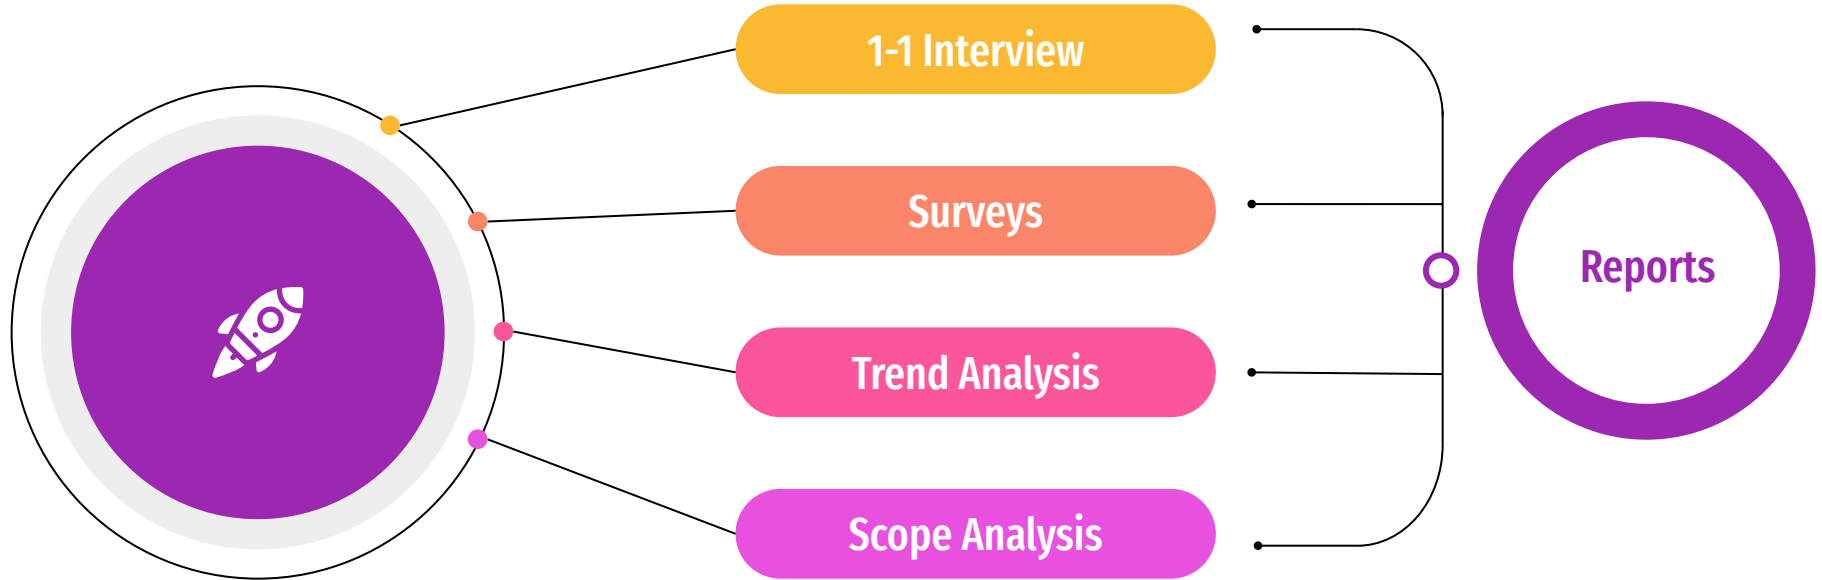 1-1 Interview
Surveys
Trend Analysis
Scope Analysis
Reports